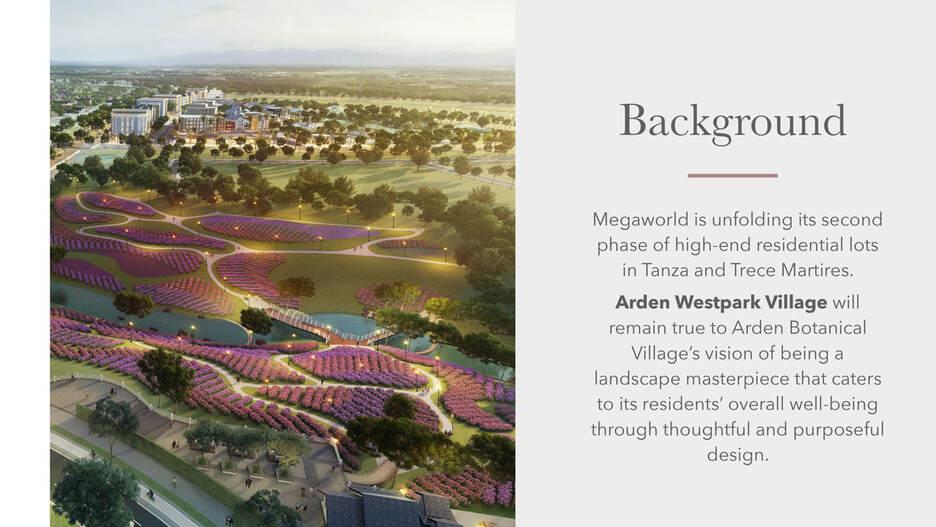 Background
Megaworld is unfolding its second
phase of high-end residential lots
in Tanza and Trece Martires.
Arden Westpark Village will
remain true to Arden Botanical
Village’s vision of being a
landscape masterpiece that caters
to its residents’ overall well-being
through thoughtful and purposeful
design.